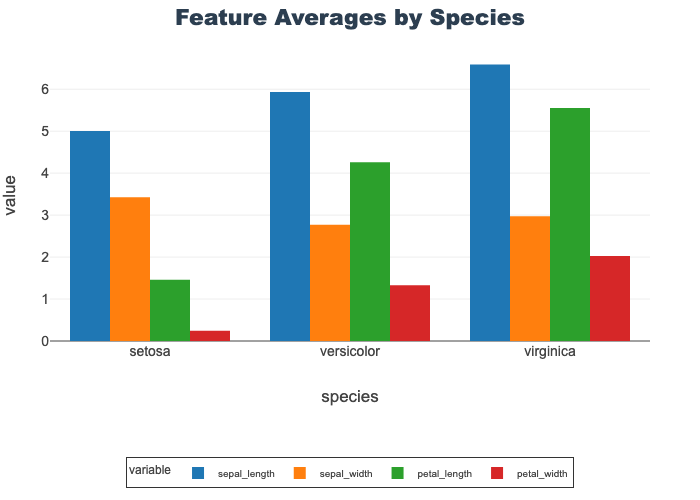 Feature Averages by Species
value
6
5
4
3
2
1
0
setosa versicolor virginica
species
variable sepal_length sepal_width petal_length petal_width